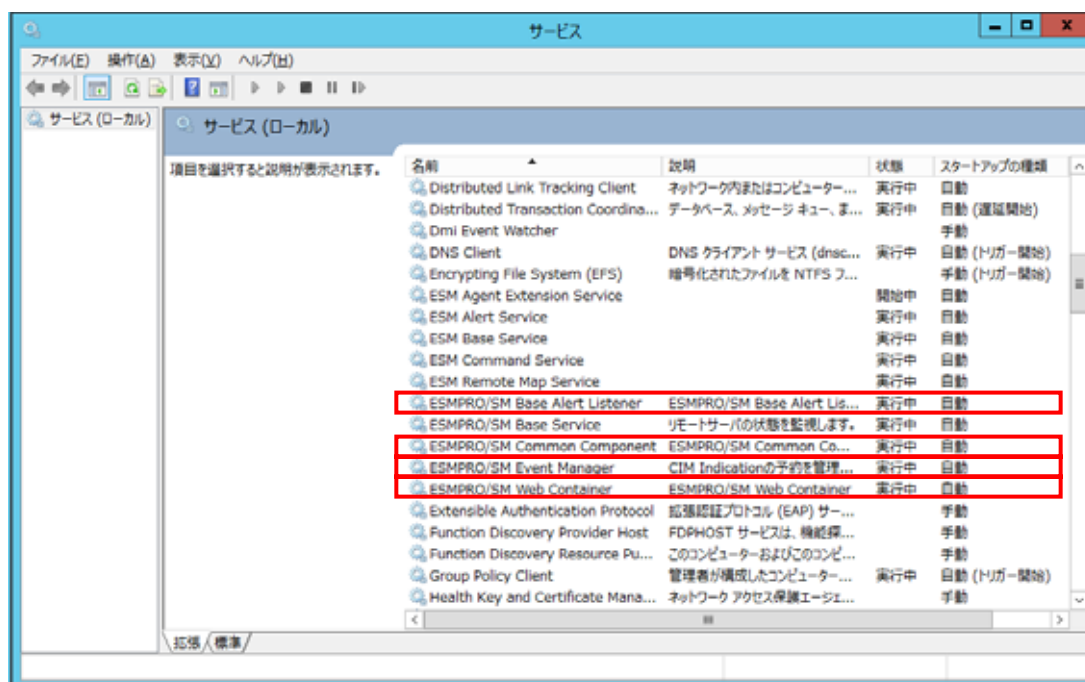 サービス
ファイル(F) 操作(A) 表示(V) ヘルプ(H)
サービス (ローカル)
サービス (ローカル)
項目を選択すると説明が表示されます。
名前 説明 状態 スタートアップの種類
Distributed Link Tracking Client ネットワーク内またはコンピューター... 実行中 自動
Distributed Transaction Coordina... データベース、メッセージ キュー、ま... 実行中 自動 (遅延開始)
Dmi Event Watcher 手動
DNS Client DNS クライアント サービス (dnsc... 実行中 自動 (トリガー開始)
Encrypting File System (EFS) 暗号化されたファイルを NTFS フ... 手動 (トリガー開始)
ESM Agent Extension Service 開始中 自動
ESM Alert Service 実行中 自動
ESM Base Service 実行中 自動
ESM Command Service 実行中 自動
ESM Remote Map Service 実行中 自動
ESMPRO/SM Base Alert Listener ESMPRO/SM Base Alert Lis... 実行中 自動
ESMPRO/SM Base Service リモートサーバの状態を監視します。 実行中 自動
ESMPRO/SM Common Component ESMPRO/SM Common Co... 実行中 自動
ESMPRO/SM Event Manager CIM Indicationの予約を管理... 実行中 自動
ESMPRO/SM Web Container ESMPRO/SM Web Container 実行中 自動
Extensible Authentication Protocol 拡張認証プロトコル (EAP) サー... 手動
Function Discovery Provider Host FDPHOST サービスは、機能探... 手動
Function Discovery Resource Pu... このコンピューターおよびこのコンピ... 手動
Group Policy Client 管理者が構成したコンピューター... 実行中 自動 (トリガー開始)
Health Key and Certificate Mana... ネットワーク アクセス保護エージェ... 手動
拡張 標準